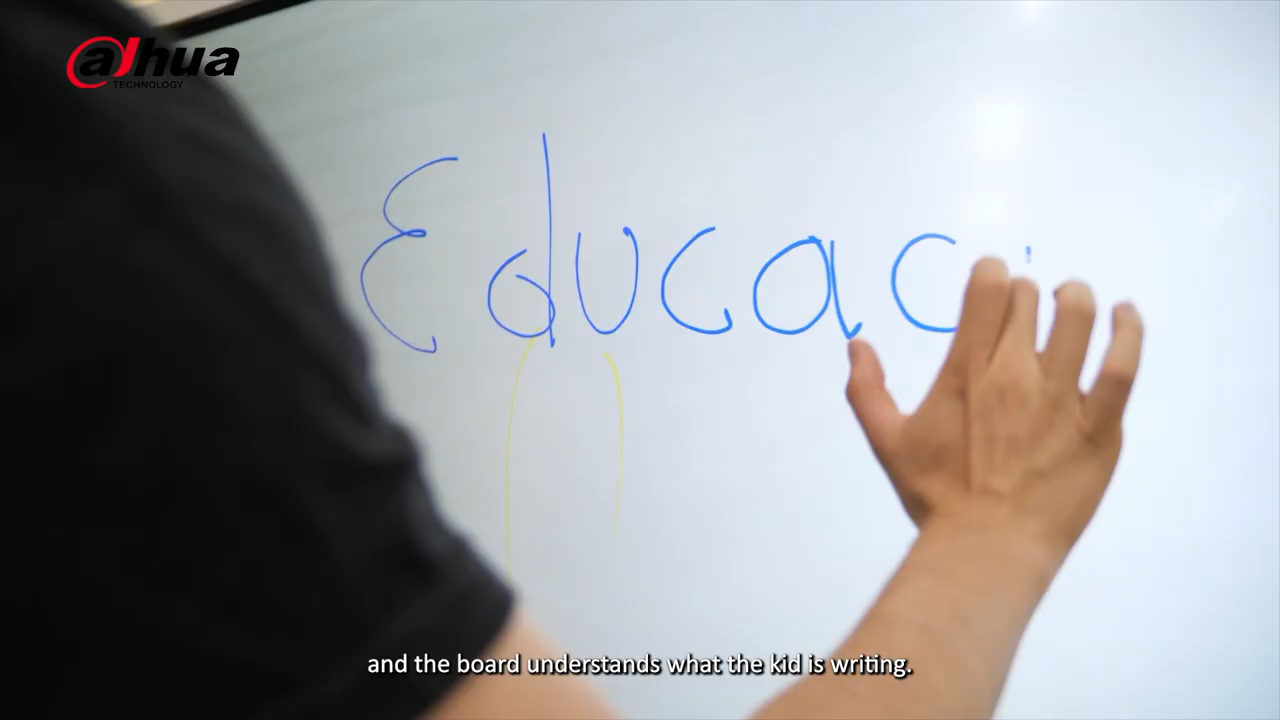 alhua
TECHNOLOGY
Educac
and the board understands what the kid is writing.